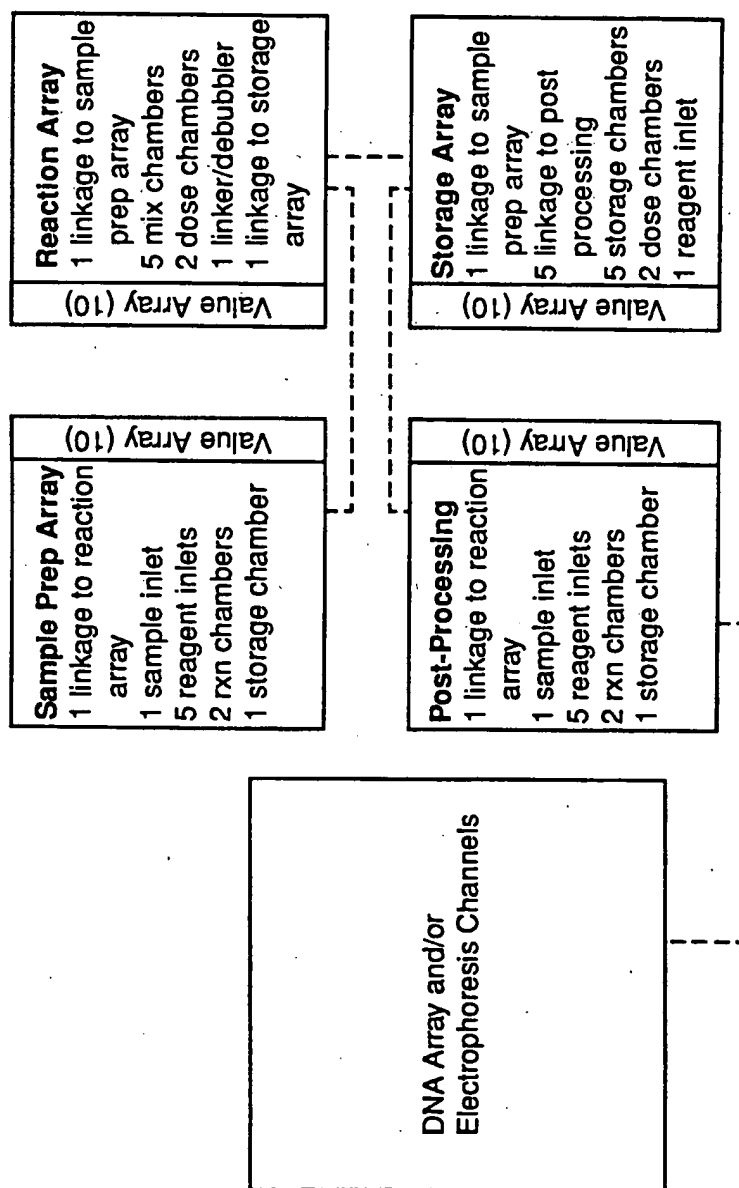 DNA Array and/or
Electrophoresis Channels
Sample Prep Array
1 linkage to reaction
array
1 sample inlet
5 reagent inlets
2 rxn chambers
1 storage chamber
Value Array (10)
Value Array (10)
Reaction Array
1 linkage to sample
prep array
5 mix chambers
2 dose chambers
1 linker/debubbler
1 linkage to storage
array
Post-Processing
1 linkage to reaction
array
1 sample inlet
5 reagent inlets
2 rxn chambers
1 storage chamber
Value Array (10)
Value Array (10)
Storage Array
1 linkage to sample
prep array
5 linkage to post
processing
5 storage chambers
2 dose chambers
1 reagent inlet